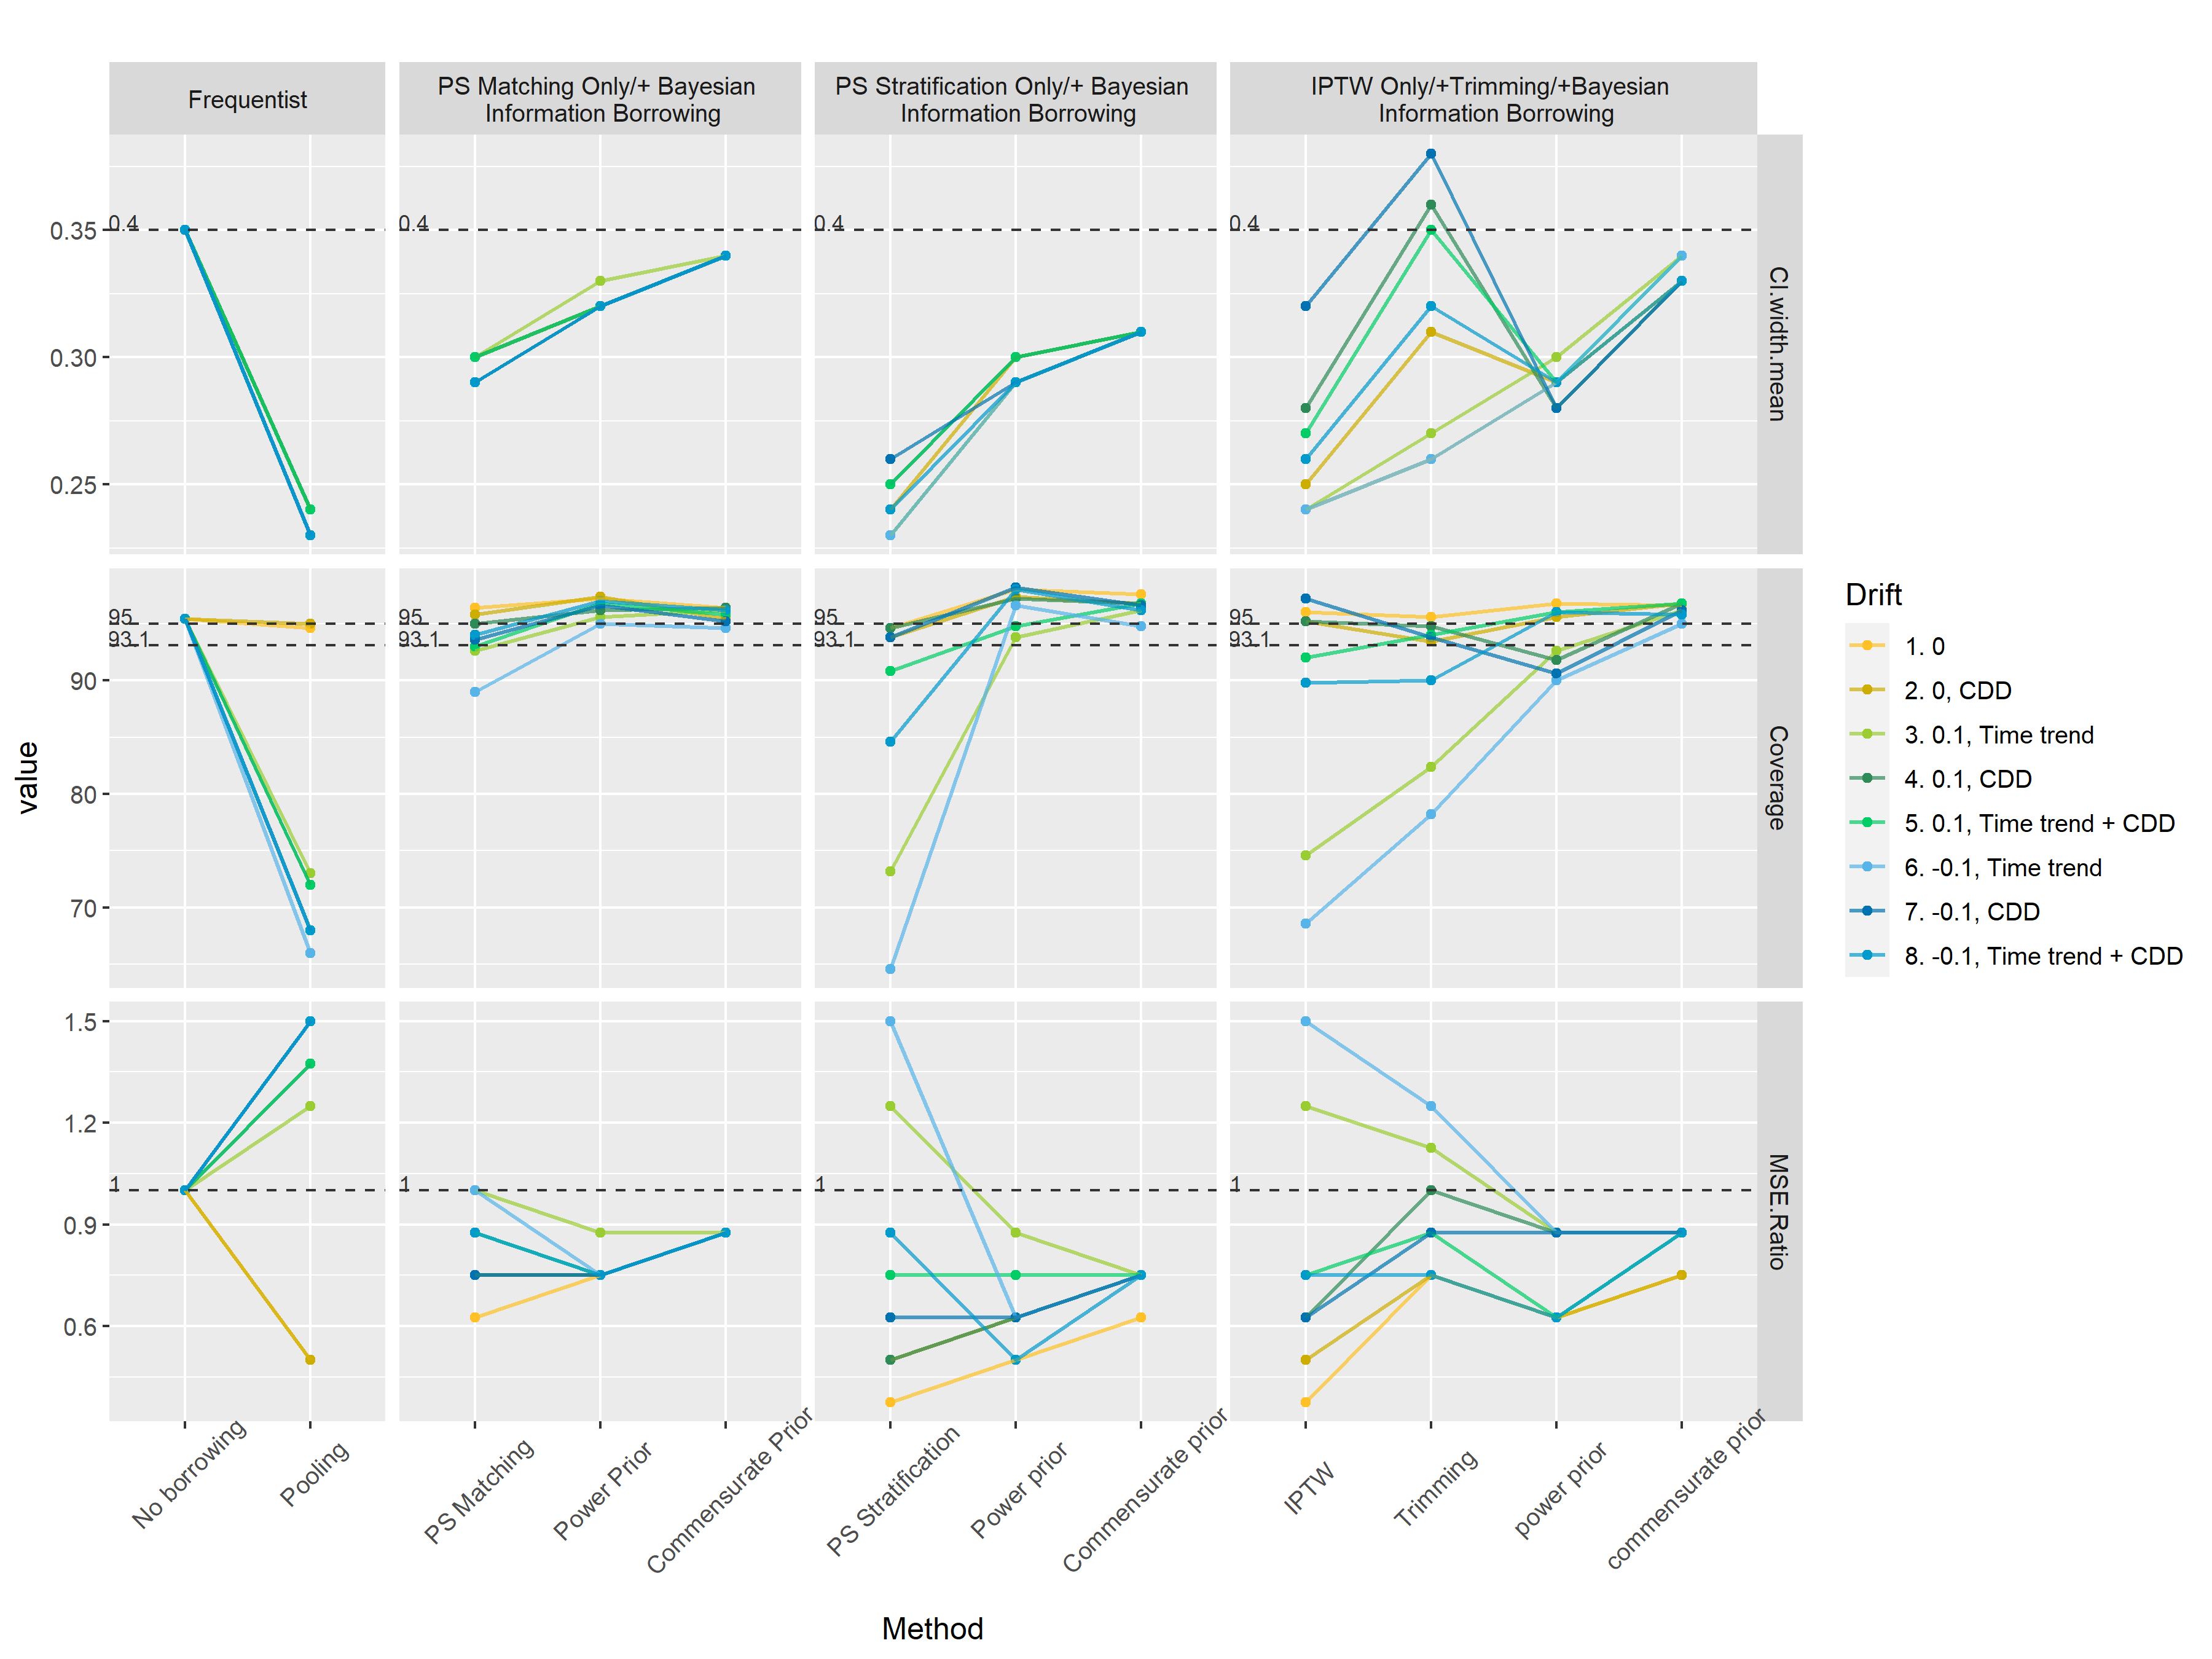 Frequentist
PS Matching Only/+ Bayesian
Information Borrowing
PS Stratification Only/+ Bayesian
Information Borrowing
IPTW Only/+Trimming/+Bayesian
Information Borrowing
0.35
0.30
0.25
0.4
0.4
0.4
0.4
CI.width.mean
90
80
70
95
93.1
95
93.1
95
93.1
95
93.1
Coverage
1.5
1.2
0.9
0.6
1
1
1
1
MSE.Ratio
value
No borrowing
Pooling
PS Matching
Power Prior
Commensurate Prior
PS Stratification
Power prior
Commensurate prior
IPTW
Trimming
power prior
commensurate prior
Method
Drift
1. 0
2. 0, CDD
3. 0.1, Time trend
4. 0.1, CDD
5. 0.1, Time trend + CDD
6. -0.1, Time trend
7. -0.1, CDD
8. -0.1, Time trend + CDD